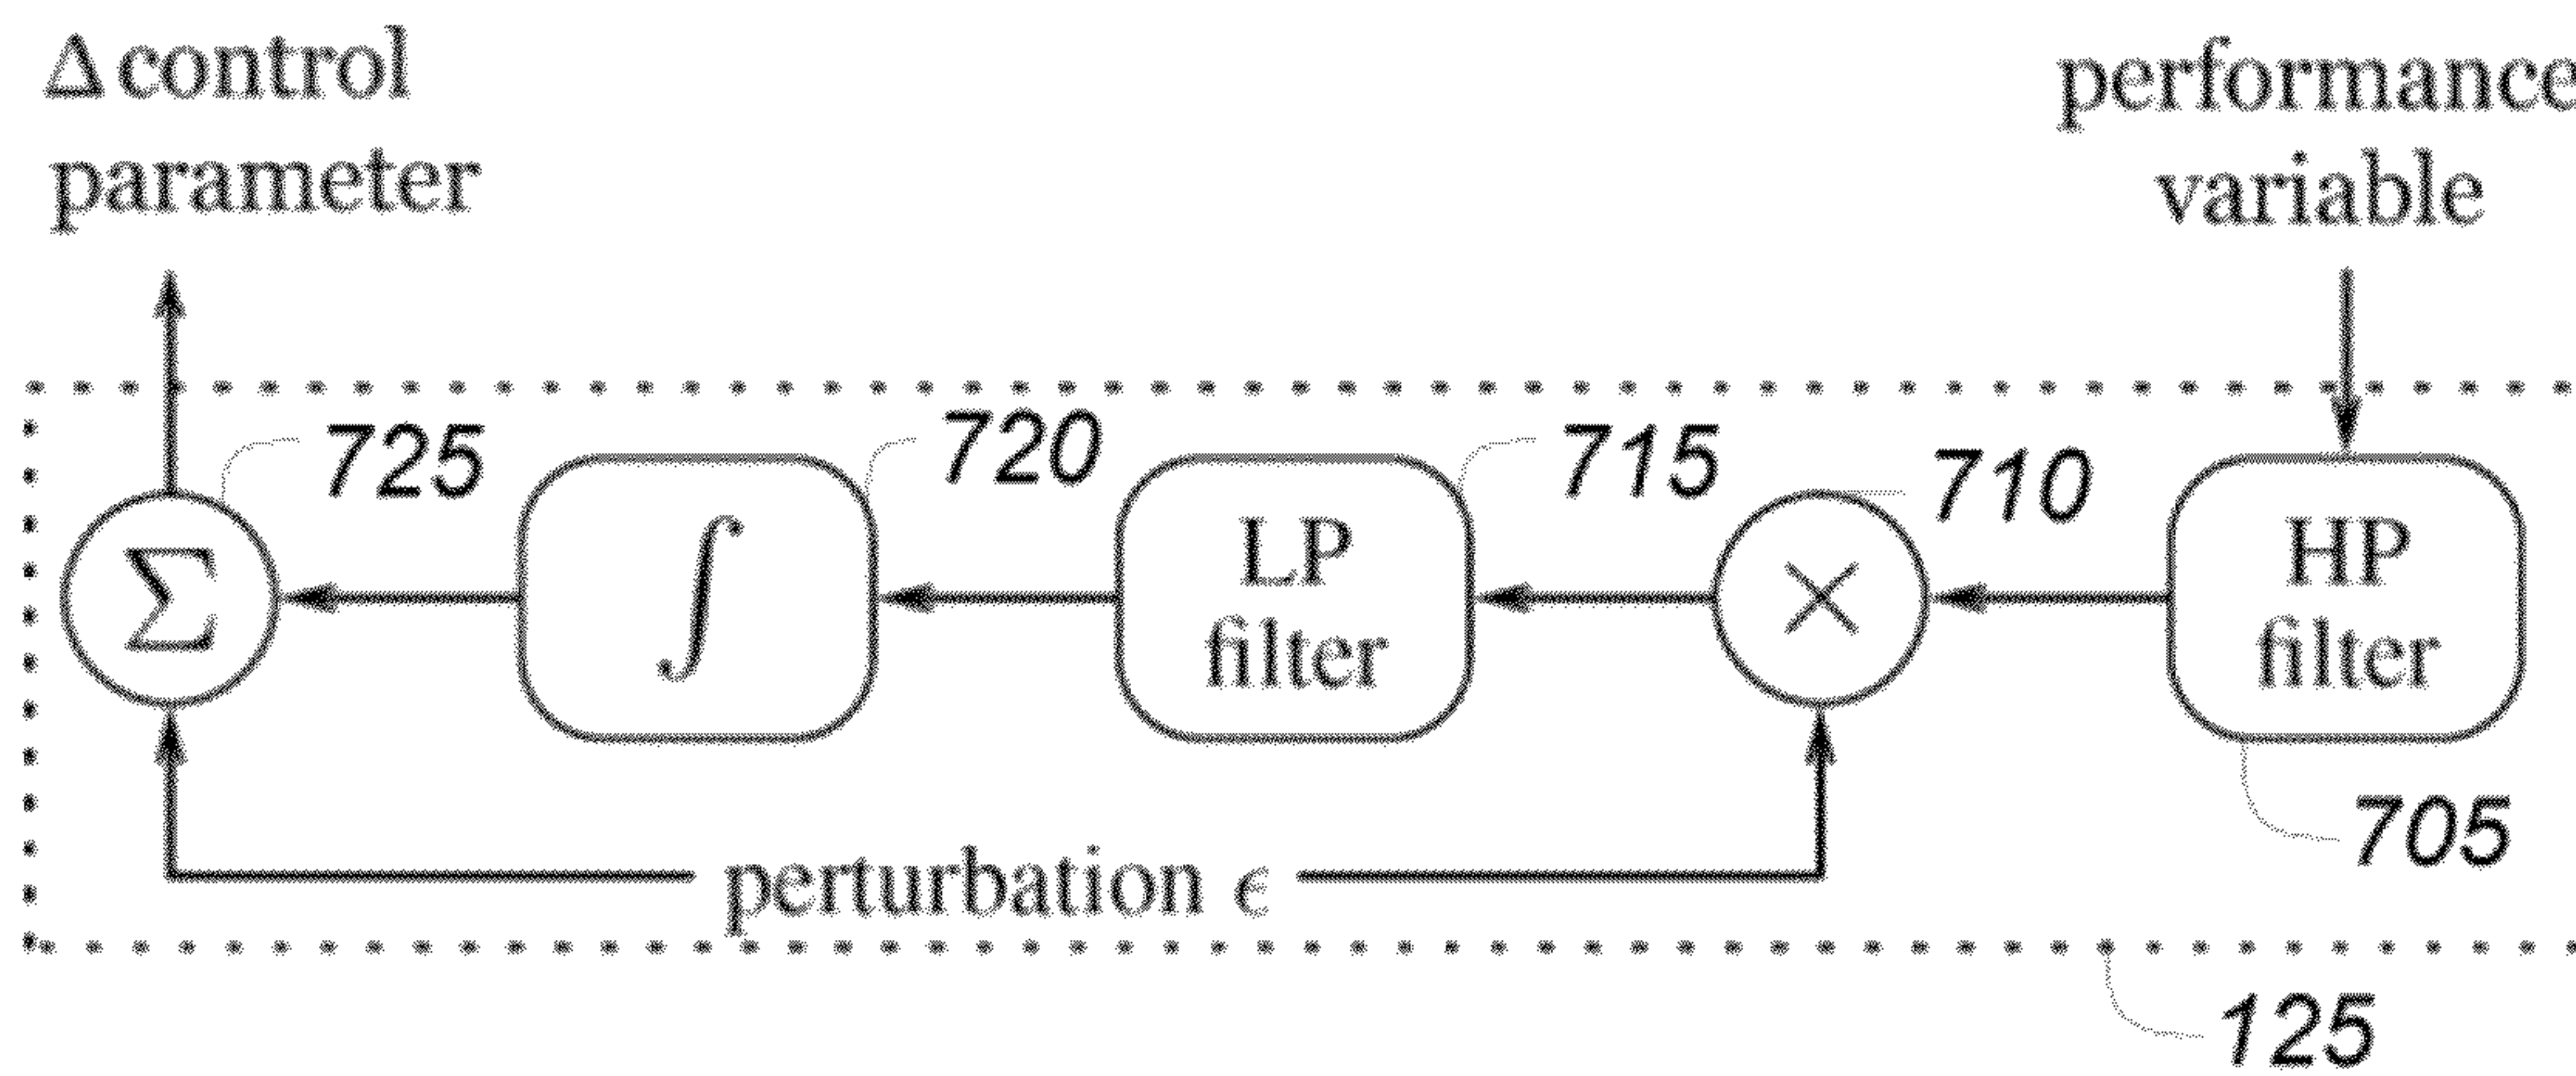 Δ control
parameter
performance
variable
725
720
715
710
Σ
∫
LP
filter
×
HP
filter
705
perturbation ϵ
125